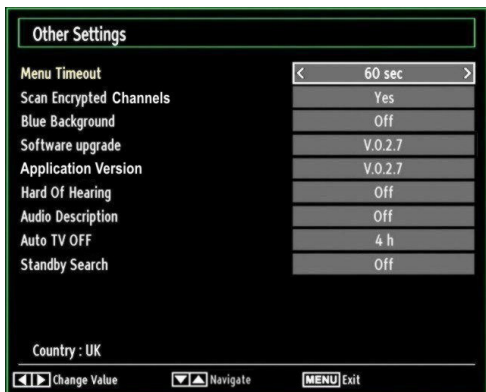 Other Settings
Menu Timeout < 60 sec >
Scan Encrypted Channels Yes
Blue Background Off
Software upgrade V.0.2.7
Application Version V.0.2.7
Hard Of Hearing Off
Audio Description Off
Auto TV OFF 4 h
Standby Search Off
Country : UK
Change Value Navigate MENU Exit